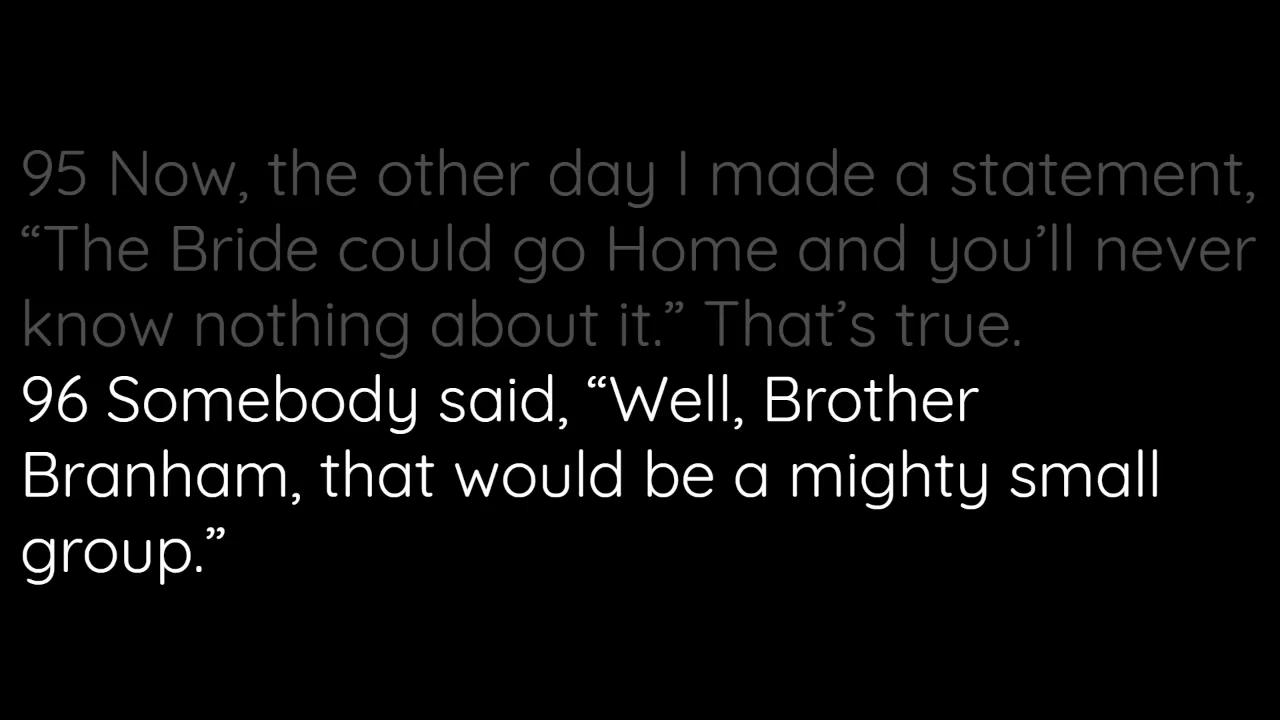 95 Now, the other day I made a statement,
“The Bride could go Home and you’ll never
know nothing about it.” That’s true.
96 Somebody said, “Well, Brother
Branham, that would be a mighty small
group.”